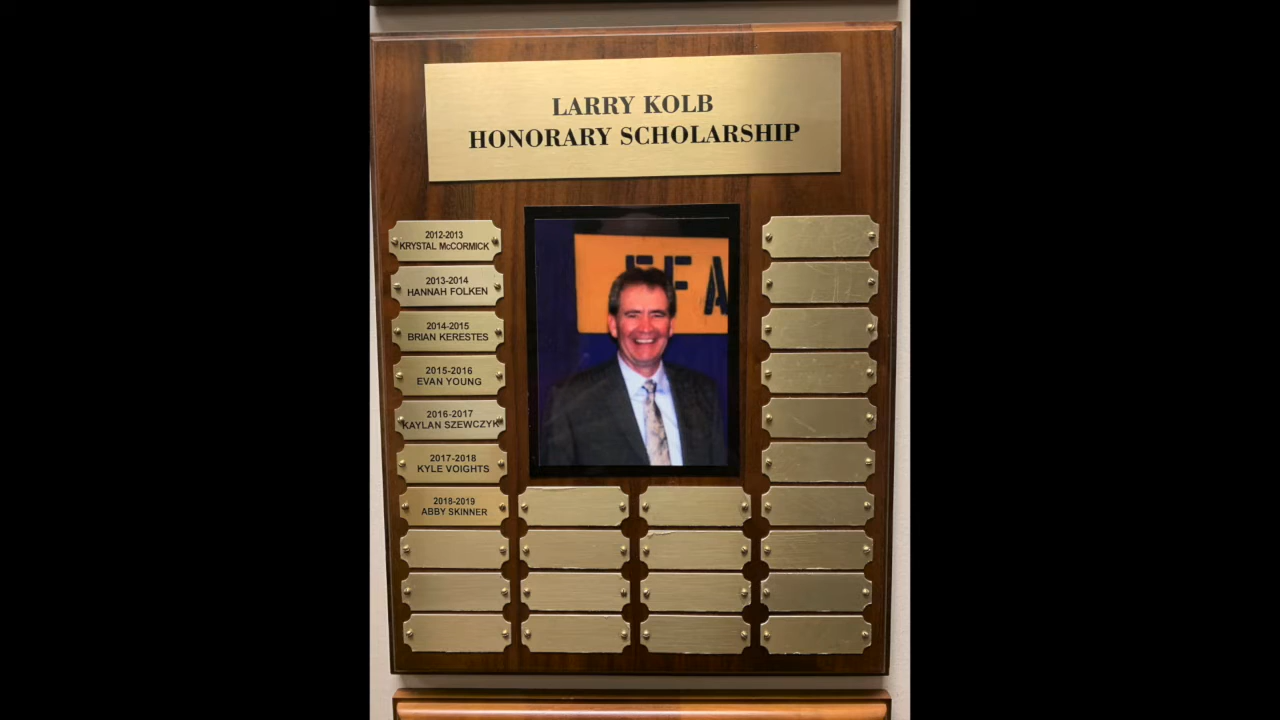 LARRY KOLB
HONORARY SCHOLARSHIP
2012-2013
KRYSTAL McCORMICK
2013-2014
HANNAH FOLKEN
2014-2015
BRIAN KERESTES
2015-2016
EVAN YOUNG
2016-2017
KAYLAN SZEWCZYK
2017-2018
KYLE VOIGHTS
2018-2019
ABBY SKINNER